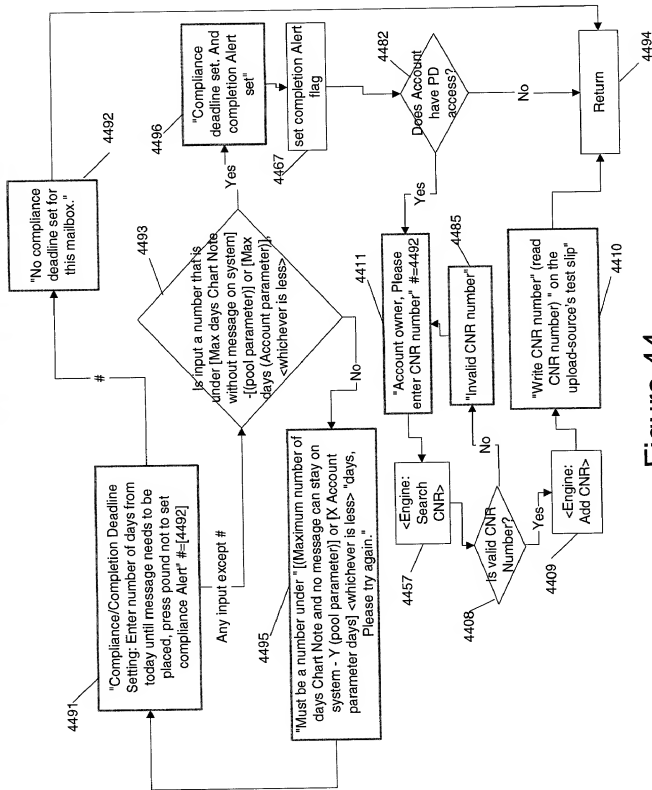 4491
"Compliance/Completion Deadline
Setting: Enter number of days from
today until message needs to be
placed, press pound not to set
compliance Alert" #=[4492]
#
"No compliance
deadline set for
this mailbox."
4492
Any input except #
4493
Is input a number that is
under [Max days Chart Note
without message on system]
-[(pool parameter)] or [Max
days (Account parameter)],
<whichever is less>
Yes
No
4496
"Compliance
deadline set. And
completion Alert
set"
set completion Alert
flag
4467
4495
"Must be a number under "[(Maximum number of
days Chart Note and no message can stay on
system - Y (pool parameter)] or [X Account
parameter days] <whichever is less> "days,
Please try again."
Does Account
have PD
access?
4482
Yes
No
4411
"Account owner, Please
enter CNR number" #=4492
"Invalid CNR number"
4485
<Engine:
Search
CNR>
4457
is valid CNR
Number?
4408
No
Yes
<Engine:
Add CNR>
4409
"Write CNR number" (read
CNR number) " on the
upload-source's test slip"
4410
Return
4494